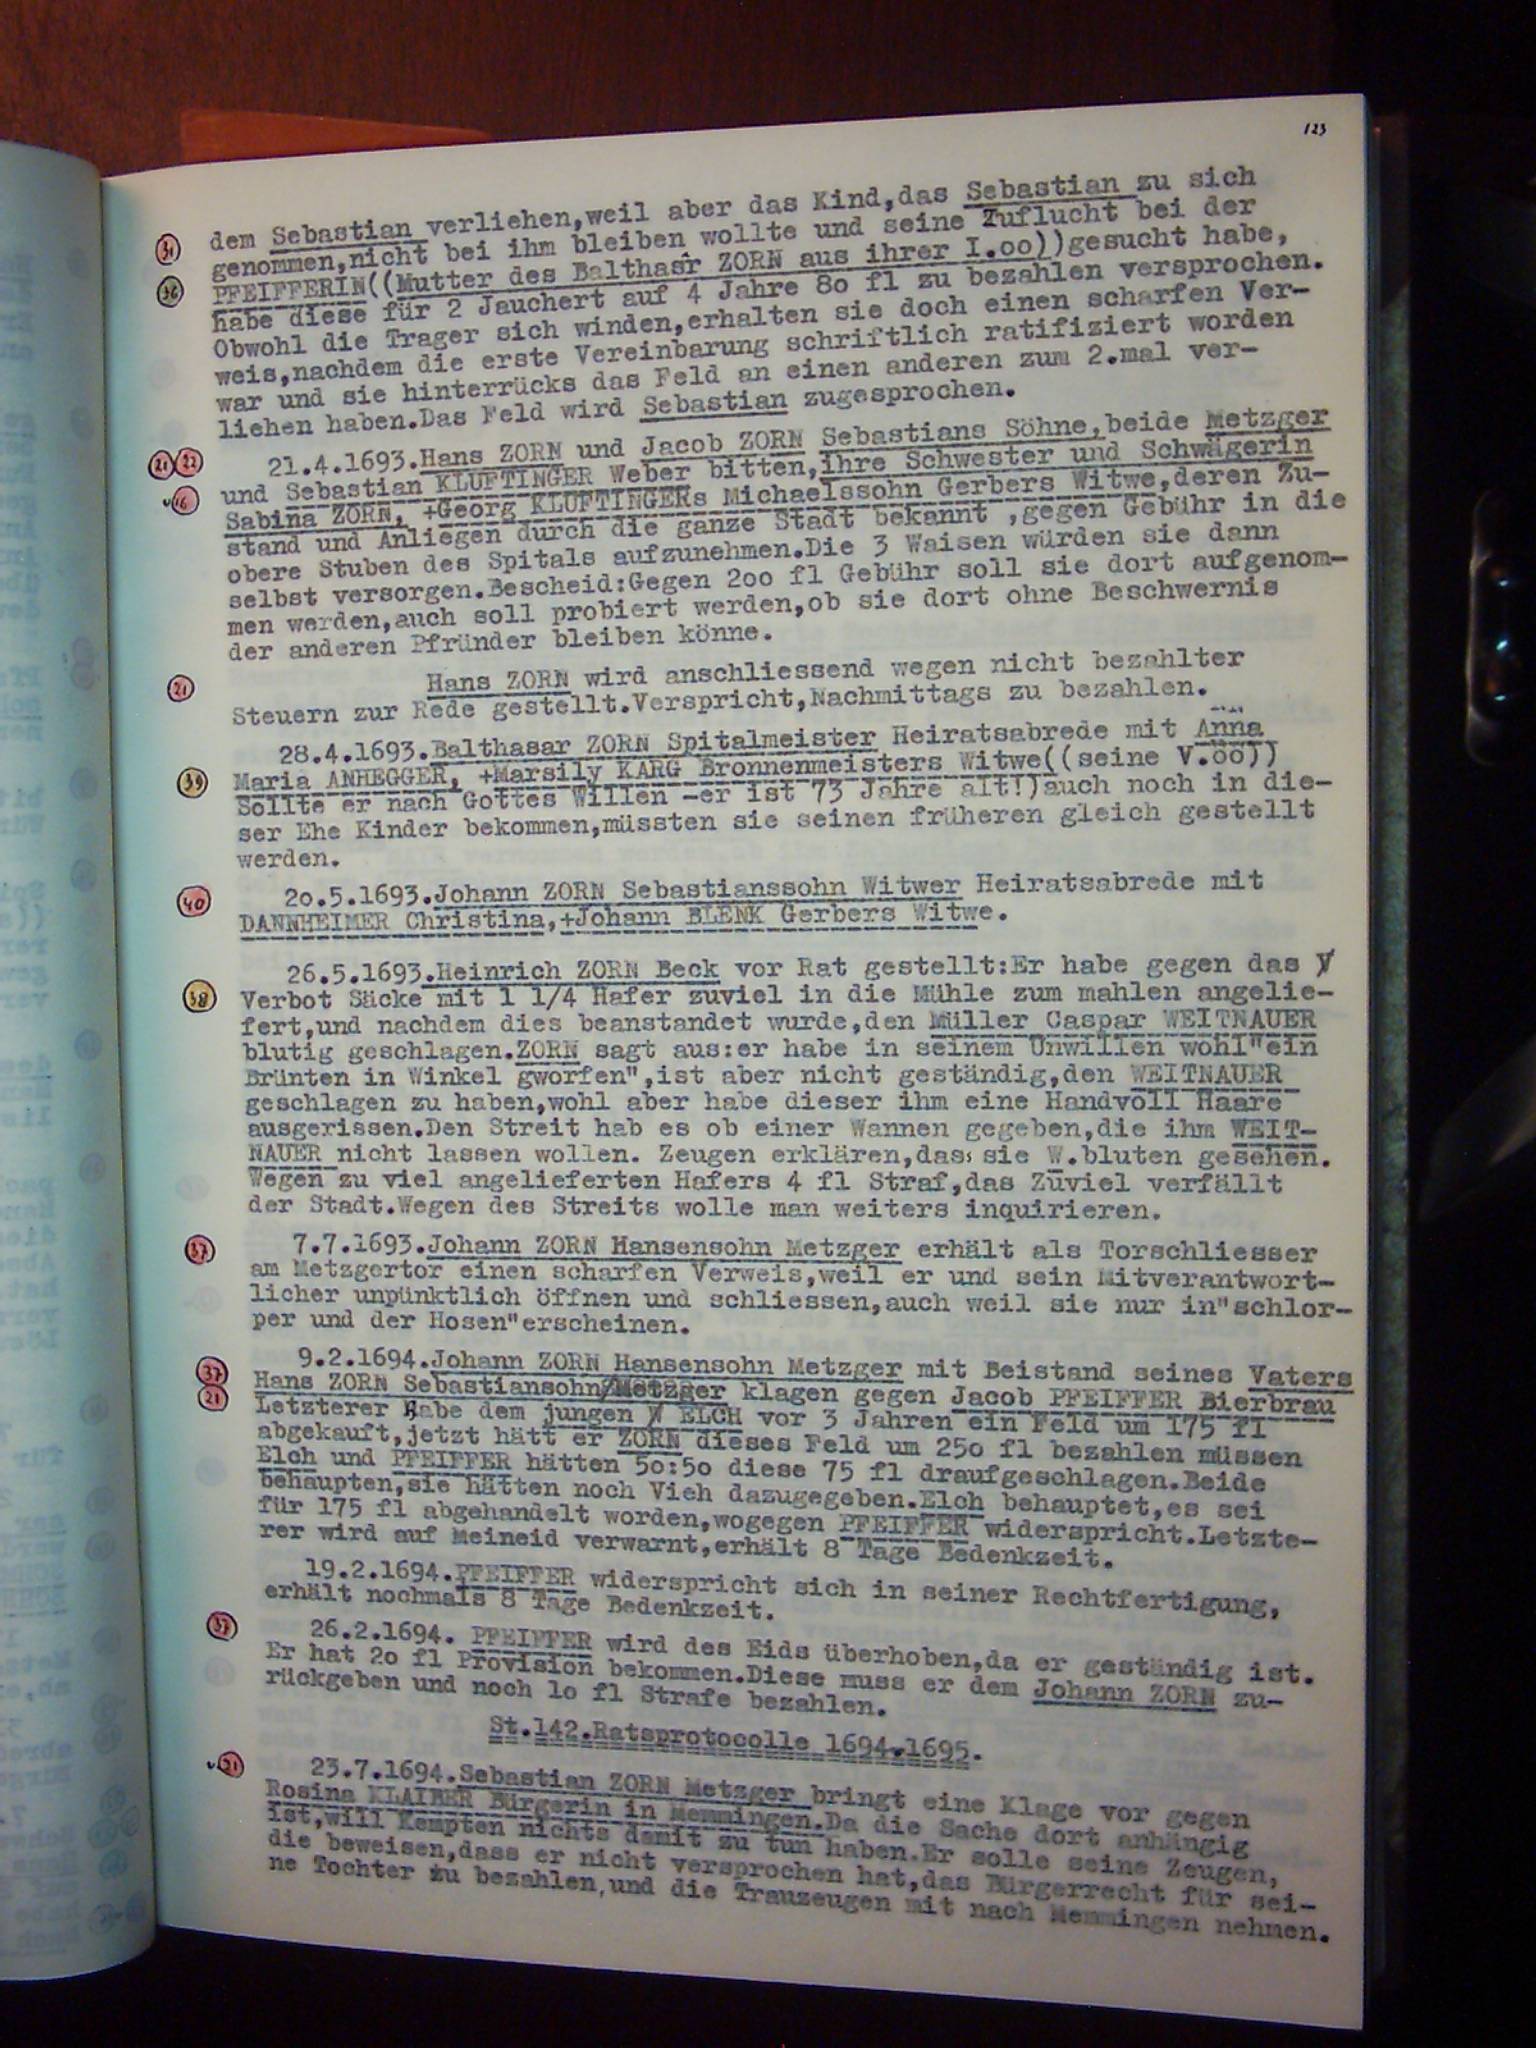 123
dem Sebastian verliehen,weil aber das Kind,das Sebastian zu sich
31 genommen,nicht bei ihm bleiben wollte und seine Zuflucht bei der
36 PFEIFFERIN((Mutter des Balthasr ZORN aus ihrer I.oo))gesucht habe,
habe diese für 2 Jauchert auf 4 Jahre 8o fl zu bezahlen versprochen.
Obwohl die Trager sich winden,erhalten sie doch einen scharfen Ver-
weis,nachdem die erste Vereinbarung schriftlich ratifiziert worden
war und sie hinterrücks das Feld an einen anderen zum 2.mal ver-
liehen haben.Das Feld wird Sebastian zugesprochen.
21 22 21.4.1693.Hans ZORN und Jacob ZORN Sebastians Söhne,beide Metzger
und Sebastian KLUFTINGER Weber bitten,ihre Schwester und Schwägerin
v16 Sabina ZORN, +Georg KLUFTINGERs Michaelssohn Gerbers Witwe,deren Zu-
stand und Anliegen durch die ganze Stadt bekannt ,gegen Gebühr in die
obere Stuben des Spitals aufzunehmen.Die 3 Waisen würden sie dann
selbst versorgen.Bescheid:Gegen 2oo fl Gebühr soll sie dort aufgenom-
men werden,auch soll probiert werden,ob sie dort ohne Beschwernis
der anderen Pfründer bleiben könne.
21 Hans ZORN wird anschliessend wegen nicht bezahlter
Steuern zur Rede gestellt.Verspricht,Nachmittags zu bezahlen.
28.4.1693.Balthasar ZORN Spitalmeister Heiratsabrede mit Anna
39 Maria ANHEGGER, +Marsily KARG Bronnenmeisters Witwe((seine V.oo))
Sollte er nach Gottes Willen -er ist 73 Jahre alt!)auch noch in die-
ser Ehe Kinder bekommen,müssten sie seinen früheren gleich gestellt
werden.
40 2o.5.1693.Johann ZORN Sebastianssohn Witwer Heiratsabrede mit
DANNHEIMER Christina,+Johann BLENK Gerbers Witwe.
26.5.1693.Heinrich ZORN Beck vor Rat gestellt:Er habe gegen das
38 Verbot Säcke mit 1 1/4 Hafer zuviel in die Mühle zum mahlen angelie-
fert,und nachdem dies beanstandet wurde,den Müller Caspar WEITNAUER
blutig geschlagen.ZORN sagt aus:er habe in seinem Unwillen wohl"ein
Brünten in Winkel gworfen",ist aber nicht geständig,den WEITNAUER
geschlagen zu haben,wohl aber habe dieser ihm eine Handvoll Haare
ausgerissen.Den Streit hab es ob einer Wannen gegeben,die ihm WEIT-
NAUER nicht lassen wollen. Zeugen erklären,das sie W.bluten gesehen.
Wegen zu viel angelieferten Hafers 4 fl Straf,das Zuviel verfällt
der Stadt.Wegen des Streits wolle man weiters inquirieren.
37 7.7.1693.Johann ZORN Hansensohn Metzger erhält als Torschliesser
am Metzgertor einen scharfen Verweis,weil er und sein Mitverantwort-
licher unpünktlich öffnen und schliessen,auch weil sie nur in"schlor-
per und der Hosen"erscheinen.
37 9.2.1694.Johann ZORN Hansensohn Metzger mit Beistand seines Vaters
21 Hans ZORN Sebastiansohn Metzger klagen gegen Jacob PFEIFFER Bierbräu
Letzterer habe dem jungen ELCH vor 3 Jahren ein Feld um 175 fl
abgekauft,jetzt hätt er ZORN dieses Feld um 25o fl bezahlen müssen
Elch und PFEIFFER hätten 5o:5o diese 75 fl draufgeschlagen.Beide
behaupten,sie hätten noch Vieh dazugegeben.Elch behauptet,es sei
für 175 fl abgehandelt worden,wogegen PFEIFFER widerspricht.Letzte-
rer wird auf Meineid verwarnt,erhält 8 Tage Bedenkzeit.
19.2.1694.PFEIFFER widerspricht sich in seiner Rechtfertigung,
erhält nochmals 8 Tage Bedenkzeit.
37 26.2.1694. PFEIFFER wird des Eids überhoben,da er geständig ist.
Er hat 2o fl Provision bekommen.Diese muss er dem Johann ZORN zu-
rückgeben und noch 1o fl Strafe bezahlen.
St.142.Ratsprotocolle 1694.1695.
v21 23.7.1694.Sebastian ZORN Metzger bringt eine Klage vor gegen
Rosina KLAIBER Bürgerin in Memmingen.Da die Sache dort anhängig
ist,will Kempten nichts damit zu tun haben.Er solle seine Zeugen,
die beweisen,dass er nicht versprochen hat,das Bürgerrecht für sei-
ne Tochter zu bezahlen,und die Trauzeugen mit nach Memmingen nehmen.